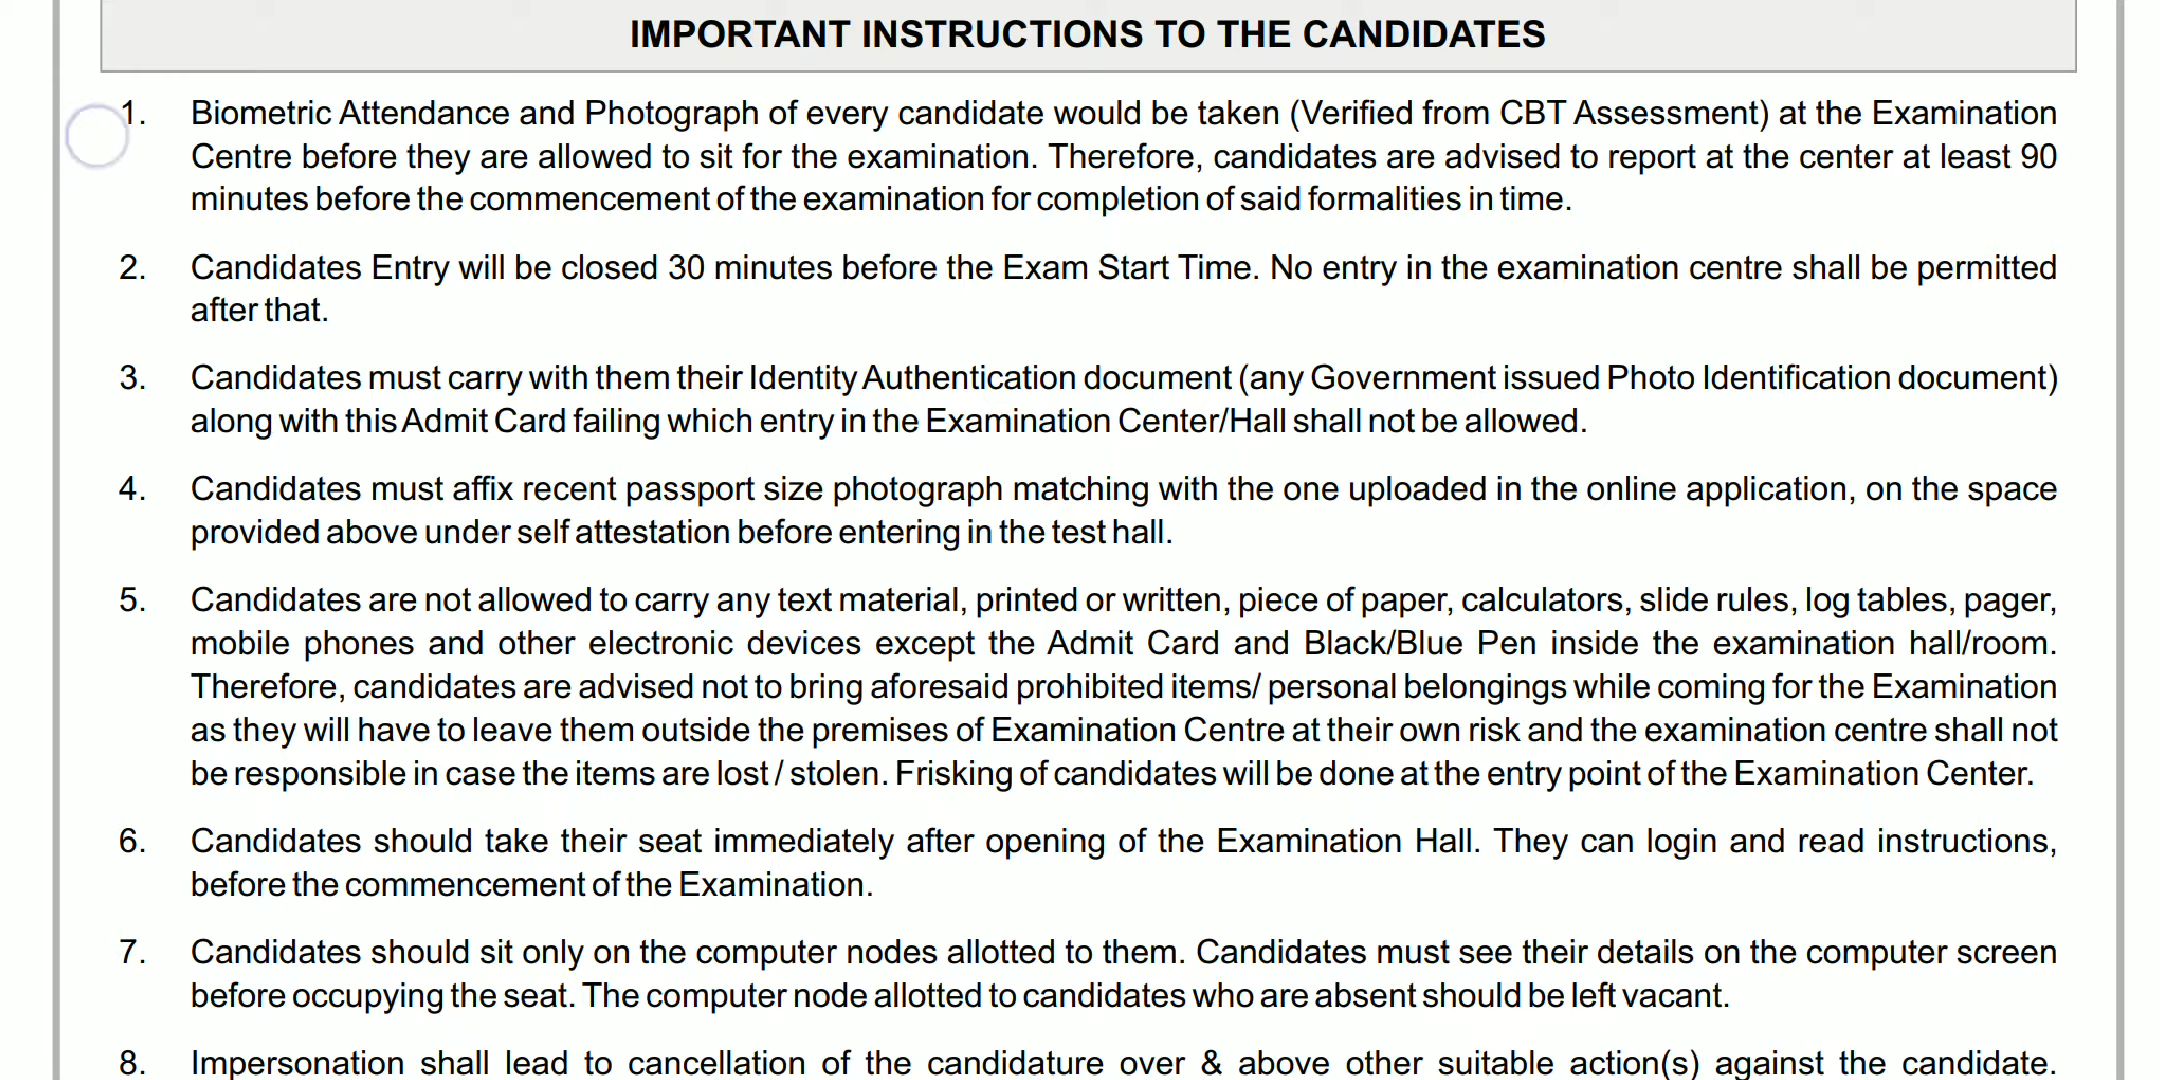 IMPORTANT INSTRUCTIONS TO THE CANDIDATES
1. Biometric Attendance and Photograph of every candidate would be taken (Verified from CBT Assessment) at the Examination
Centre before they are allowed to sit for the examination. Therefore, candidates are advised to report at the center at least 90
minutes before the commencement of the examination for completion of said formalities in time.
2. Candidates Entry will be closed 30 minutes before the Exam Start Time. No entry in the examination centre shall be permitted
after that.
3. Candidates must carry with them their Identity Authentication document (any Government issued Photo Identification document)
along with this Admit Card failing which entry in the Examination Center/Hall shall not be allowed.
4. Candidates must affix recent passport size photograph matching with the one uploaded in the online application, on the space
provided above under self attestation before entering in the test hall.
5. Candidates are not allowed to carry any text material, printed or written, piece of paper, calculators, slide rules, log tables, pager,
mobile phones and other electronic devices except the Admit Card and Black/Blue Pen inside the examination hall/room.
Therefore, candidates are advised not to bring aforesaid prohibited items/ personal belongings while coming for the Examination
as they will have to leave them outside the premises of Examination Centre at their own risk and the examination centre shall not
be responsible in case the items are lost / stolen. Frisking of candidates will be done at the entry point of the Examination Center.
6. Candidates should take their seat immediately after opening of the Examination Hall. They can login and read instructions,
before the commencement of the Examination.
7. Candidates should sit only on the computer nodes allotted to them. Candidates must see their details on the computer screen
before occupying the seat. The computer node allotted to candidates who are absent should be left vacant.
8. Impersonation shall lead to cancellation of the candidature over & above other suitable action(s) against the candidate.